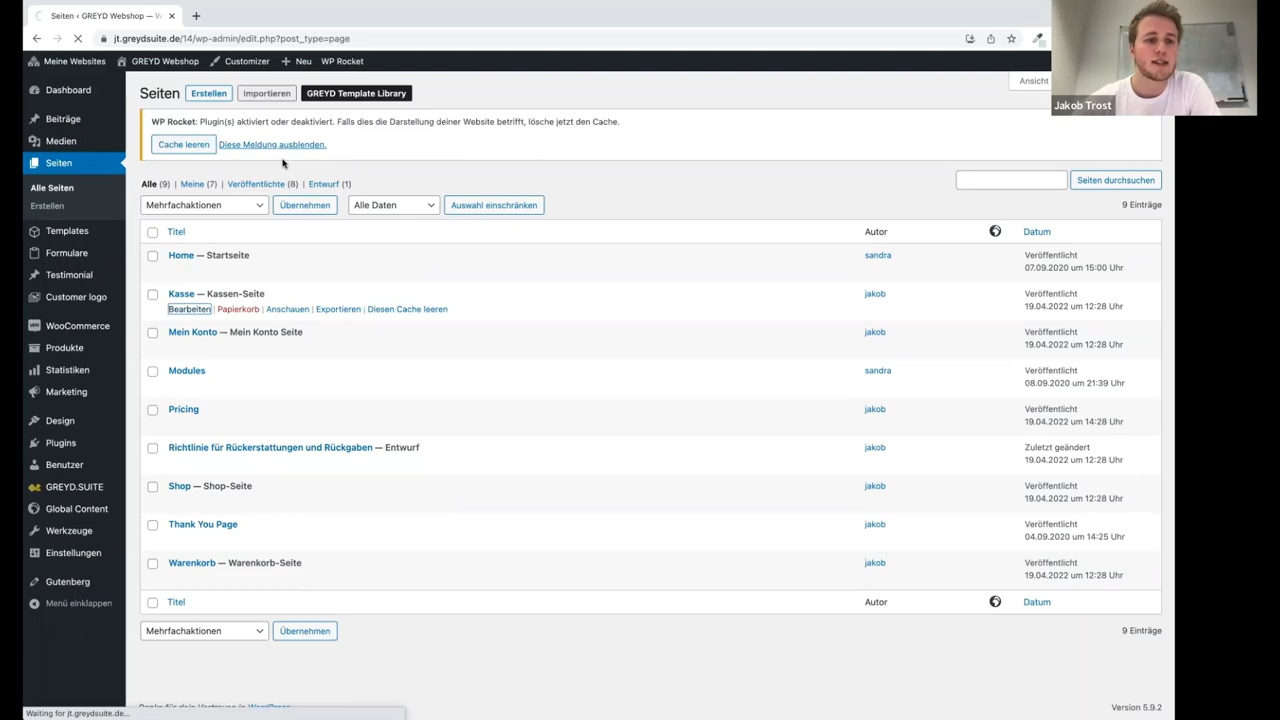 Seiten ‹ GREYD Webshop — W
jt.greydsuite.de/14/wp-admin/edit.php?post_type=page
Meine Websites
GREYD Webshop
Customizer
Neu
WP Rocket
Ansicht
Jakob Trost
Dashboard
Beiträge
Medien
Seiten
Alle Seiten
Erstellen
Templates
Formulare
Testimonial
Customer logo
WooCommerce
Produkte
Statistiken
Marketing
Design
Plugins
Benutzer
GREYD.SUITE
Global Content
Werkzeuge
Einstellungen
Gutenberg
Menü einklappen
Seiten Erstellen Importieren GREYD Template Library
WP Rocket: Plugin(s) aktiviert oder deaktiviert. Falls dies die Darstellung deiner Website betrifft, lösche jetzt den Cache.
Cache leeren Diese Meldung ausblenden.
Alle (9) | Meine (7) | Veröffentlichte (8) | Entwurf (1)
Seiten durchsuchen
Mehrfachaktionen Übernehmen Alle Daten Auswahl einschränken 9 Einträge
Titel Autor Datum
Home — Startseite sandra Veröffentlicht
07.09.2020 um 15:00 Uhr
Kasse — Kassen-Seite jakob Veröffentlicht
Bearbeiten | Papierkorb | Anschauen | Exportieren | Diesen Cache leeren 19.04.2022 um 12:28 Uhr
Mein Konto — Mein Konto Seite jakob Veröffentlicht
19.04.2022 um 12:28 Uhr
Modules sandra Veröffentlicht
08.09.2020 um 21:39 Uhr
Pricing jakob Veröffentlicht
19.04.2022 um 14:28 Uhr
Richtlinie für Rückerstattungen und Rückgaben — Entwurf jakob Zuletzt geändert
19.04.2022 um 12:28 Uhr
Shop — Shop-Seite jakob Veröffentlicht
19.04.2022 um 12:28 Uhr
Thank You Page jakob Veröffentlicht
04.09.2020 um 14:25 Uhr
Warenkorb — Warenkorb-Seite jakob Veröffentlicht
19.04.2022 um 12:28 Uhr
Titel Autor Datum
Mehrfachaktionen Übernehmen 9 Einträge
Version 5.9.2
Waiting for jt.greydsuite.de...